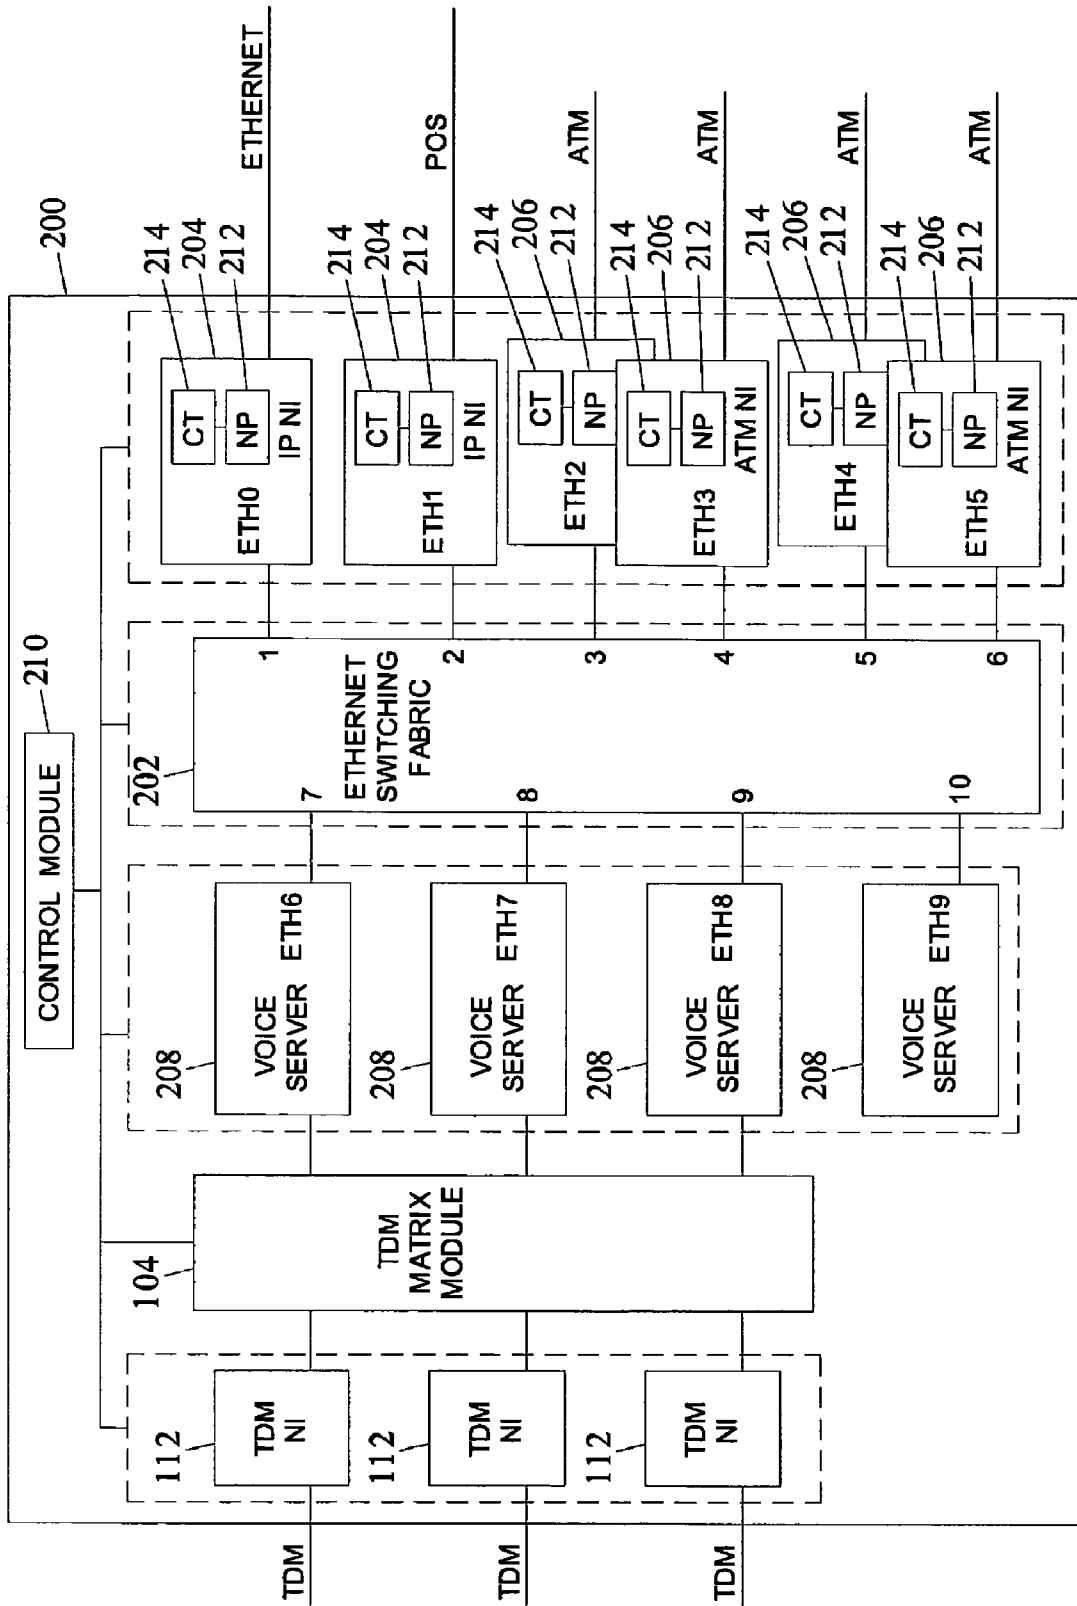 200
CONTROL MODULE
210
TDM
TDM
TDM
112
TDM
NI
112
TDM
NI
112
TDM
NI
104
TDM
MATRIX
MODULE
208
VOICE
SERVER ETH6
208
VOICE
SERVER ETH7
208
VOICE
SERVER ETH8
208
VOICE
SERVER ETH9
202
ETHERNET
SWITCHING
FABRIC
7
8
9
10
1
2
3
4
5
6
214
204
212
CT
NP
IP NI
ETH0
ETHERNET
214
204
212
CT
NP
IP NI
ETH1
POS
214
206
212
CT
NP
ETH2
ATM
214
206
212
CT
NP
ATM NI
ETH3
ATM
214
206
212
CT
NP
ETH4
ATM
214
206
212
CT
NP
ATM NI
ETH5
ATM